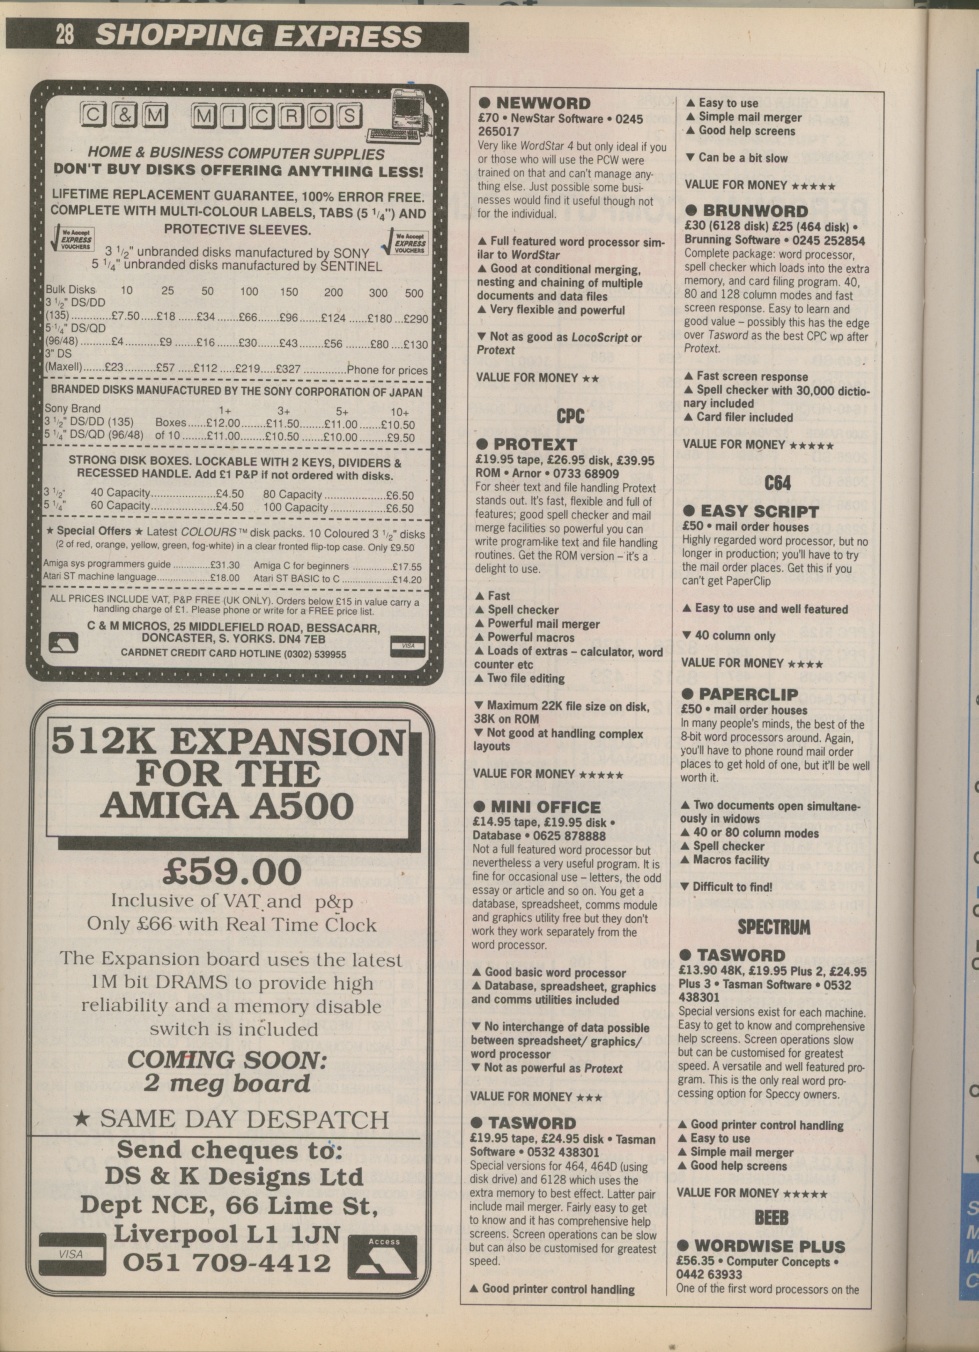 28 SHOPPING EXPRESS
C&M MICROS
HOME & BUSINESS COMPUTER SUPPLIES
DON'T BUY DISKS OFFERING ANYTHING LESS!
LIFETIME REPLACEMENT GUARANTEE, 100% ERROR FREE.
COMPLETE WITH MULTI-COLOUR LABELS, TABS (5 1/4") AND
PROTECTIVE SLEEVES.
We Accept
EXPRESS
VOUCHERS
We Accept
EXPRESS
VOUCHERS
3 1/2" unbranded disks manufactured by SONY
5 1/4" unbranded disks manufactured by SENTINEL
Bulk Disks 10 25 50 100 150 200 300 500
3 1/2" DS/DD
(135).........£7.50.....£18 .....£34 .....£66.....£96......£124 ......£180 ...£290
5 1/4" DS/QD
(96/48)..........£4.........£9 .....£16.....£30.....£43.......£56 .......£80 ....£130
3" DS
(Maxell)......£23........£57 ....£112 ....£219....£327 ............Phone for prices
BRANDED DISKS MANUFACTURED BY THE SONY CORPORATION OF JAPAN
Sony Brand 1+ 3+ 5+ 10+
3 1/2" DS/DD (135) Boxes......£12.00.....£11.50......£11.00 ......£10.50
5 1/4" DS/QD (96/48) of 10 .....£11.00.....£10.50 .....£10.00........£9.50
STRONG DISK BOXES. LOCKABLE WITH 2 KEYS, DIVIDERS &
RECESSED HANDLE. Add £1 P&P if not ordered with disks.
3 1/2" 40 Capacity................£4.50 80 Capacity................£6.50
5 1/4" 60 Capacity................£4.50 100 Capacity..............£6.50
★ Special Offers ★ Latest COLOURS™ disk packs. 10 Coloured 3 1/2" disks
(2 of red, orange, yellow, green, fog-white) in a clear fronted flip-top case. Only £9.50
Amiga sys programmers guide .............£31.30 Amiga C for beginners ..............£17.55
Atari ST machine language....................£18.00 Atari ST BASIC to C .................£14.20
ALL PRICES INCLUDE VAT, P&P FREE (UK ONLY). Orders below £15 in value carry a
handling charge of £1. Please phone or write for a FREE price list.
C & M MICROS, 25 MIDDLEFIELD ROAD, BESSACARR,
DONCASTER, S. YORKS. DN4 7EB
CARDNET CREDIT CARD HOTLINE (0302) 539955
VISA
512K EXPANSION
FOR THE
AMIGA A500
£59.00
Inclusive of VAT and p&p
Only £66 with Real Time Clock
The Expansion board uses the latest
1M bit DRAMS to provide high
reliability and a memory disable
switch is included
COMING SOON:
2 meg board
★ SAME DAY DESPATCH
Send cheques to:
DS & K Designs Ltd
Dept NCE, 66 Lime St,
Liverpool L1 1JN
051 709-4412
VISA
Access
● NEWWORD
£70 • NewStar Software • 0245
265017
Very like WordStar 4 but only ideal if you
or those who will use the PCW were
trained on that and can't manage any-
thing else. Just possible some busi-
nesses would find it useful though not
for the individual.
▲ Full featured word processor sim-
ilar to WordStar
▲ Good at conditional merging,
nesting and chaining of multiple
documents and data files
▲ Very flexible and powerful
▼ Not as good as LocoScript or
Protext
VALUE FOR MONEY ★★
CPC
● PROTEXT
£19.95 tape, £26.95 disk, £39.95
ROM • Arnor • 0733 68909
For sheer text and file handling Protext
stands out. It's fast, flexible and full of
features; good spell checker and mail
merge facilities so powerful you can
write program-like text and file handling
routines. Get the ROM version – it's a
delight to use.
▲ Fast
▲ Spell checker
▲ Powerful mail merger
▲ Powerful macros
▲ Loads of extras – calculator, word
counter etc
▲ Two file editing
▼ Maximum 22K file size on disk,
38K on ROM
▼ Not good at handling complex
layouts
VALUE FOR MONEY ★★★★★
● MINI OFFICE
£14.95 tape, £19.95 disk •
Database • 0625 878888
Not a full featured word processor but
nevertheless a very useful program. It is
fine for occasional use – letters, the odd
essay or article and so on. You get a
database, spreadsheet, comms module
and graphics utility free but they don't
work they work separately from the
word processor.
▲ Good basic word processor
▲ Database, spreadsheet, graphics
and comms utilities included
▼ No interchange of data possible
between spreadsheet/ graphics/
word processor
▼ Not as powerful as Protext
VALUE FOR MONEY ★★★
● TASWORD
£19.95 tape, £24.95 disk • Tasman
Software • 0532 438301
Special versions for 464, 464D (using
disk drive) and 6128 which uses the
extra memory to best effect. Latter pair
include mail merger. Fairly easy to get
to know and it has comprehensive help
screens. Screen operations can be slow
but can also be customised for greatest
speed.
▲ Good printer control handling
▲ Easy to use
▲ Simple mail merger
▲ Good help screens
▼ Can be a bit slow
VALUE FOR MONEY ★★★★★
● BRUNWORD
£30 (6128 disk) £25 (464 disk) •
Brunning Software • 0245 252854
Complete package: word processor,
spell checker which loads into the extra
memory, and card filing program. 40,
80 and 128 column modes and fast
screen response. Easy to learn and
good value – possibly this has the edge
over Tasword as the best CPC wp after
Protext.
▲ Fast screen response
▲ Spell checker with 30,000 dictio-
nary included
▲ Card filer included
VALUE FOR MONEY ★★★★★
C64
● EASY SCRIPT
£50 • mail order houses
Highly regarded word processor, but no
longer in production; you'll have to try
the mail order places. Get this if you
can't get PaperClip
▲ Easy to use and well featured
▼ 40 column only
VALUE FOR MONEY ★★★★
● PAPERCLIP
£50 • mail order houses
In many people's minds, the best of the
8-bit word processors around. Again,
you'll have to phone round mail order
places to get hold of one, but it'll be well
worth it.
▲ Two documents open simultane-
ously in widows
▲ 40 or 80 column modes
▲ Spell checker
▲ Macros facility
▼ Difficult to find!
SPECTRUM
● TASWORD
£13.90 48K, £19.95 Plus 2, £24.95
Plus 3 • Tasman Software • 0532
438301
Special versions exist for each machine.
Easy to get to know and comprehensive
help screens. Screen operations slow
but can be customised for greatest
speed. A versatile and well featured pro-
gram. This is the only real word pro-
cessing option for Speccy owners.
▲ Good printer control handling
▲ Easy to use
▲ Simple mail merger
▲ Good help screens
VALUE FOR MONEY ★★★★★
BEEB
● WORDWISE PLUS
£56.35 • Computer Concepts •
0442 63933
One of the first word processors on the